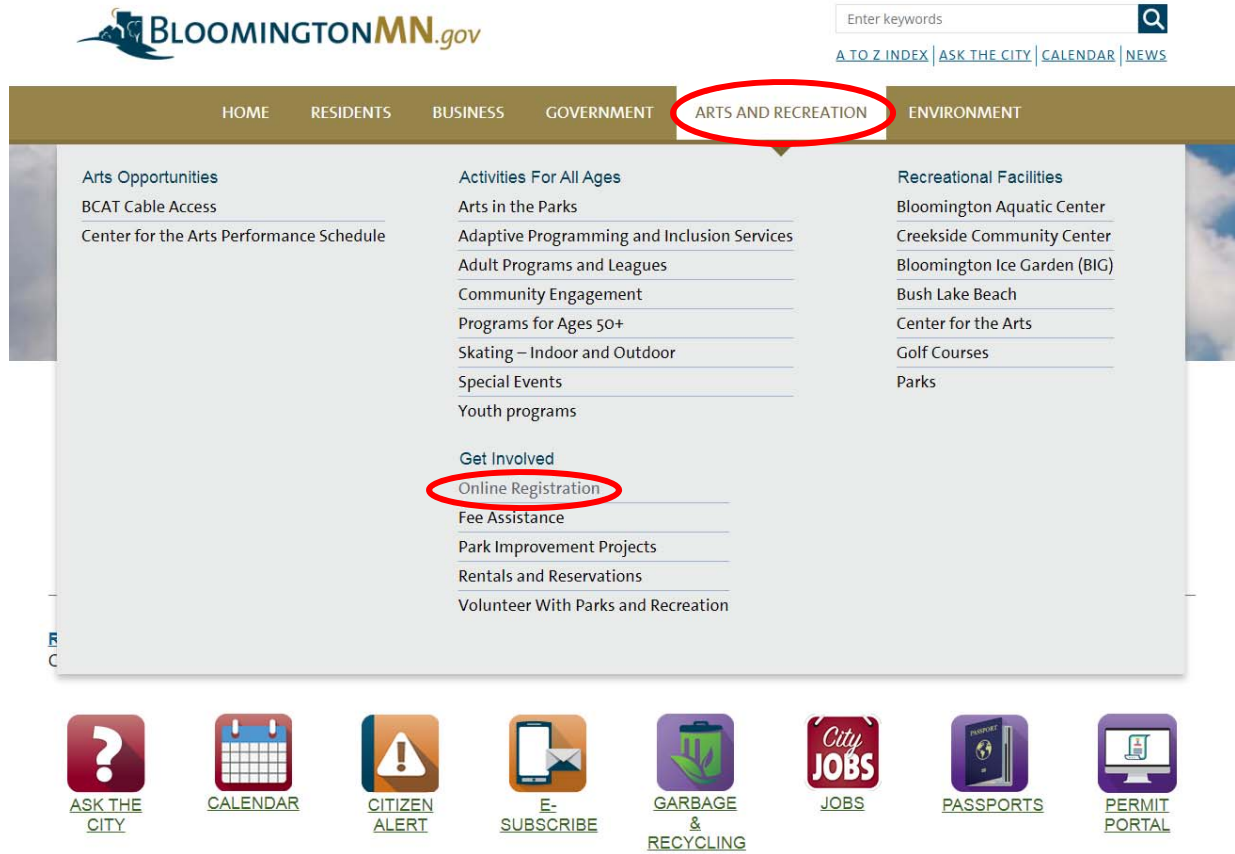 BLOOMINGTONMN.gov
Enter keywords
A TO Z INDEX | ASK THE CITY | CALENDAR | NEWS
HOME RESIDENTS BUSINESS GOVERNMENT ARTS AND RECREATION ENVIRONMENT
Arts Opportunities
BCAT Cable Access
Center for the Arts Performance Schedule
Activities For All Ages
Arts in the Parks
Adaptive Programming and Inclusion Services
Adult Programs and Leagues
Community Engagement
Programs for Ages 50+
Skating – Indoor and Outdoor
Special Events
Youth programs
Get Involved
Online Registration
Fee Assistance
Park Improvement Projects
Rentals and Reservations
Volunteer With Parks and Recreation
Recreational Facilities
Bloomington Aquatic Center
Creekside Community Center
Bloomington Ice Garden (BIG)
Bush Lake Beach
Center for the Arts
Golf Courses
Parks
?
ASK THE
CITY
CALENDAR
CITIZEN
ALERT
E-
SUBSCRIBE
GARBAGE
&
RECYCLING
City
JOBS
JOBS
PASSPORT
PASSPORTS
PERMIT
PORTAL